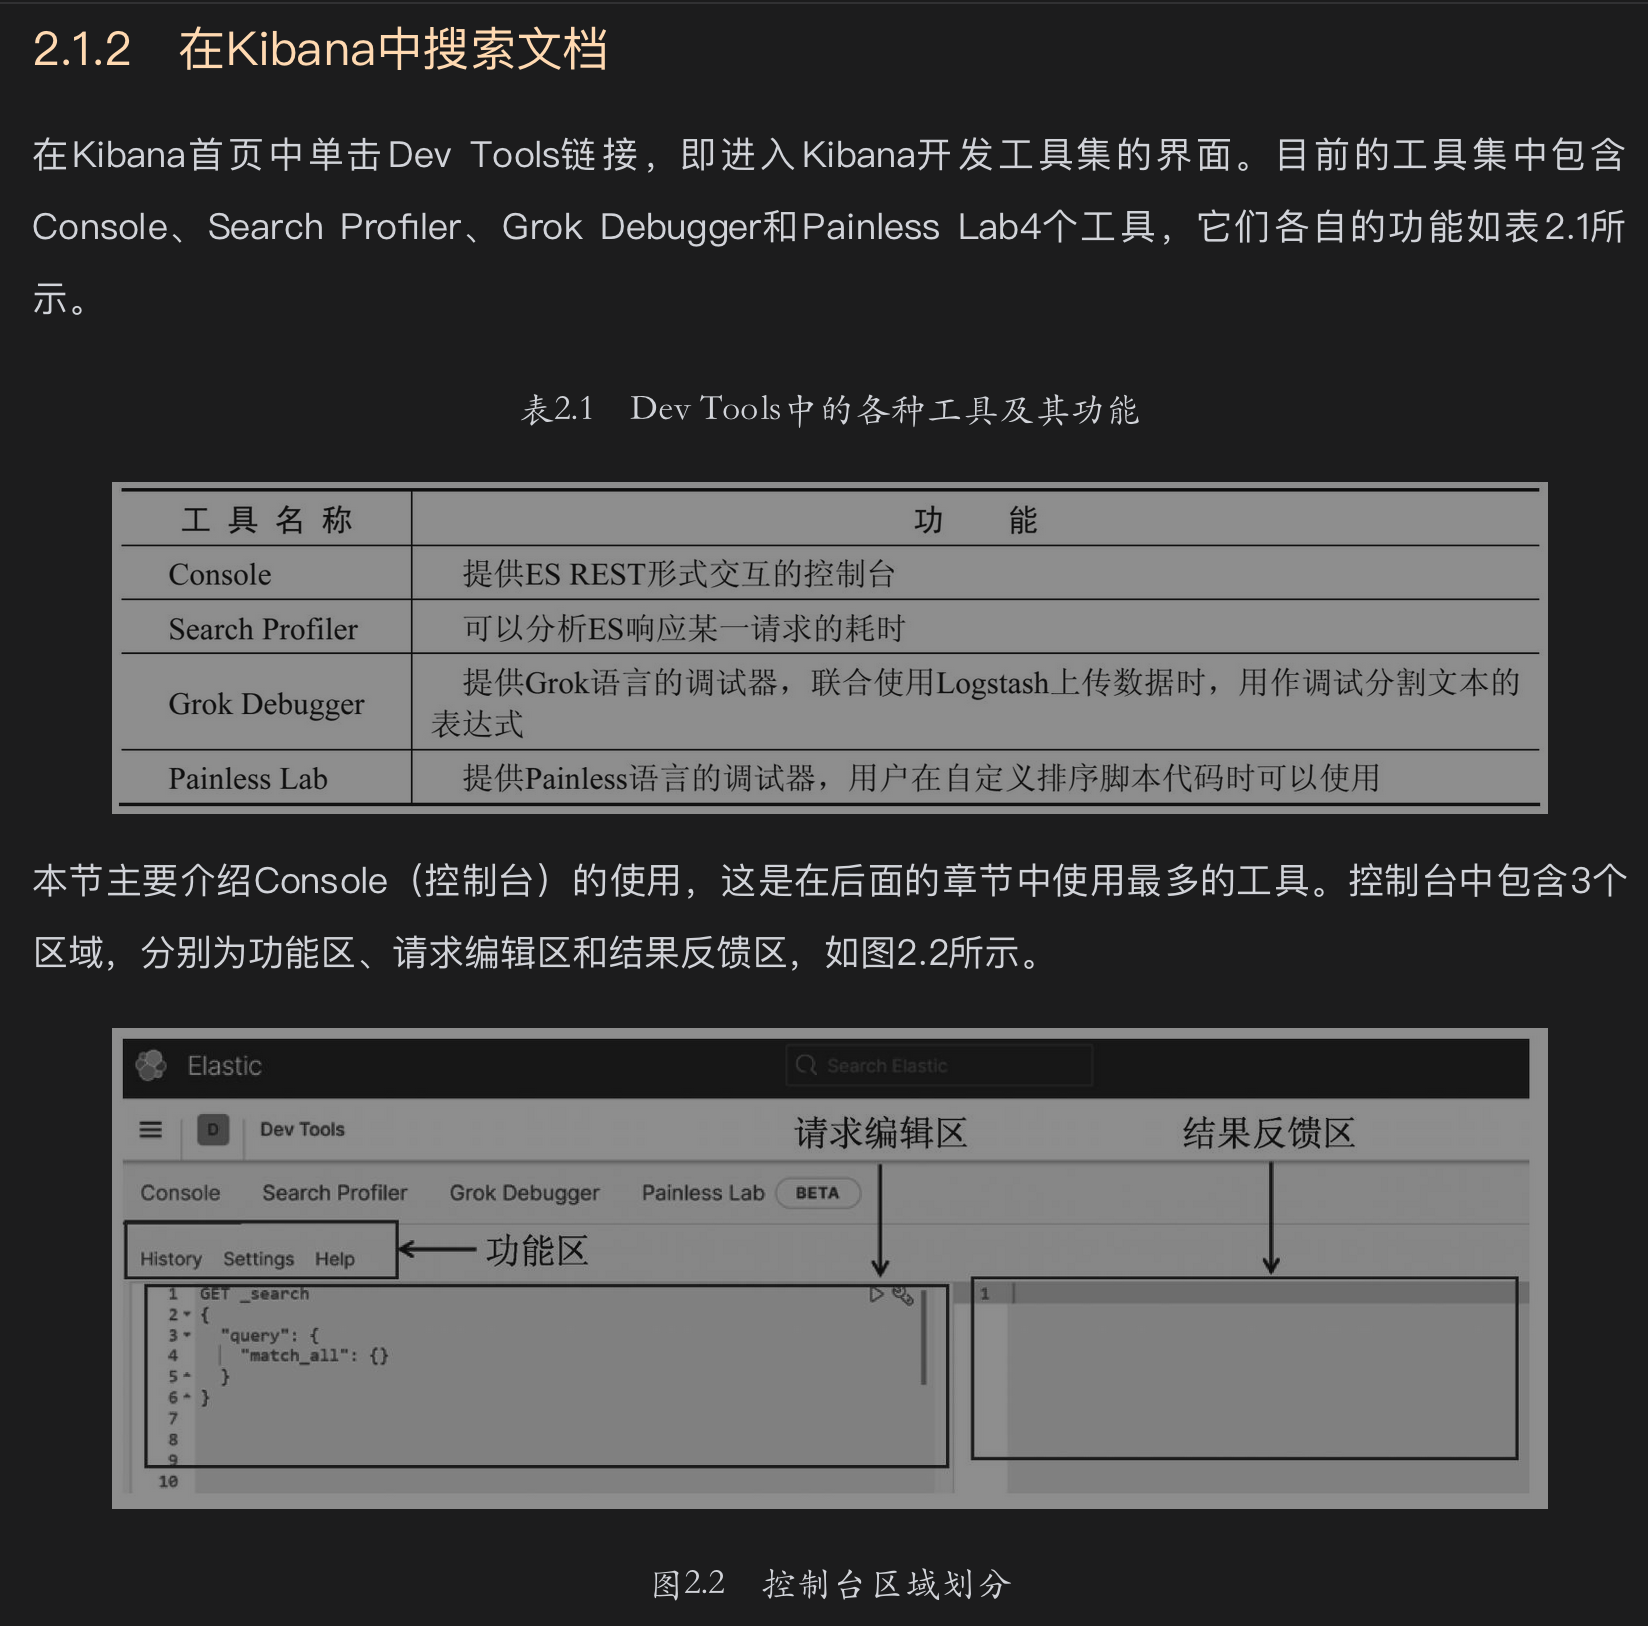 2.1.2 在Kibana中搜索文档
在Kibana首页中单击Dev Tools链接，即进入Kibana开发工具集的界面。目前的工具集中包含
Console、Search Profiler、Grok Debugger和Painless Lab4个工具，它们各自的功能如表2.1所
示。
表2.1 Dev Tools中的各种工具及其功能
工具名称 功能
Console 提供ES REST形式交互的控制台
Search Profiler 可以分析ES响应某一请求的耗时
Grok Debugger 提供Grok语言的调试器，联合使用Logstash上传数据时，用作调试分割文本的
表达式
Painless Lab 提供Painless语言的调试器，用户在自定义排序脚本代码时可以使用
本节主要介绍Console（控制台）的使用，这是在后面的章节中使用最多的工具。控制台中包含3个
区域，分别为功能区、请求编辑区和结果反馈区，如图2.2所示。
Elastic Search Elastic
D Dev Tools 请求编辑区 结果反馈区
Console Search Profiler Grok Debugger Painless Lab BETA
History Settings Help 功能区
1 GET _search 1
2 {
3 "query": {
4 "match_all": {}
5 }
6 }
7
8
9
10
图2.2 控制台区域划分